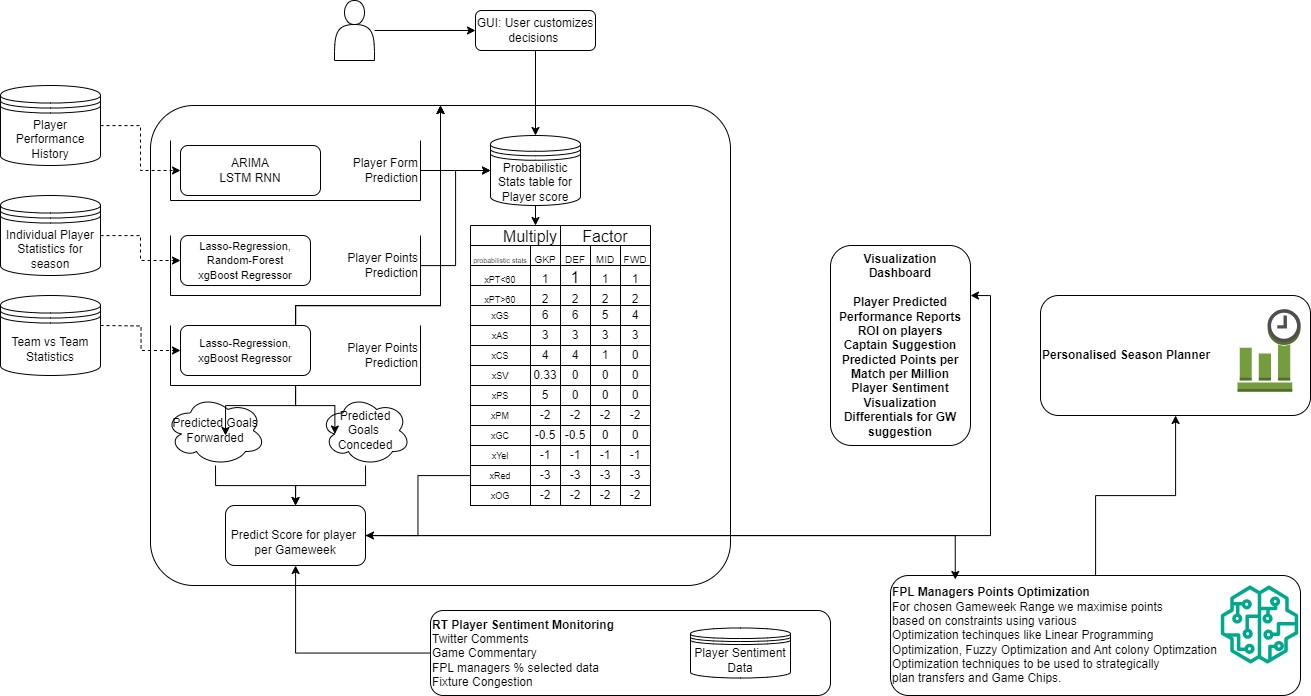 GUI: User customizes
decisions
Player
Performance
History
ARIMA
LSTM RNN
Player Form
Prediction
Probabilistic
Stats table for
Player score
Individual Player
Statistics for
season
Lasso-Regression,
Random-Forest
xgBoost Regressor
Player Points
Prediction
Team vs Team
Statistics
Lasso-Regression,
xgBoost Regressor
Player Points
Prediction
Predicted Goals
Forwarded
Predicted
Goals
Conceded
Predict Score for player
per Gameweek
Multiply Factor
probabilistic stats GKP DEF MID FWD
xPT<60 1 1 1 1
xPT>60 2 2 2 2
xGS 6 6 5 4
xAS 3 3 3 3
xCS 4 4 1 0
xSV 0.33 0 0 0
xPS 5 0 0 0
xPM -2 -2 -2 -2
xGC -0.5 -0.5 0 0
xYel -1 -1 -1 -1
xRed -3 -3 -3 -3
xOG -2 -2 -2 -2
Visualization
Dashboard
Player Predicted
Performance Reports
ROI on players
Captain Suggestion
Predicted Points per
Match per Million
Player Sentiment
Visualization
Differentials for GW
suggestion
Personalised Season Planner
RT Player Sentiment Monitoring
Twitter Comments
Game Commentary
FPL managers % selected data
Fixture Congestion
Player Sentiment
Data
FPL Managers Points Optimization
For chosen Gameweek Range we maximise points
based on constraints using various
Optimization techinques like Linear Programming
Optimization, Fuzzy Optimization and Ant colony Optimzation
Optimization techniques to be used to strategically
plan transfers and Game Chips.